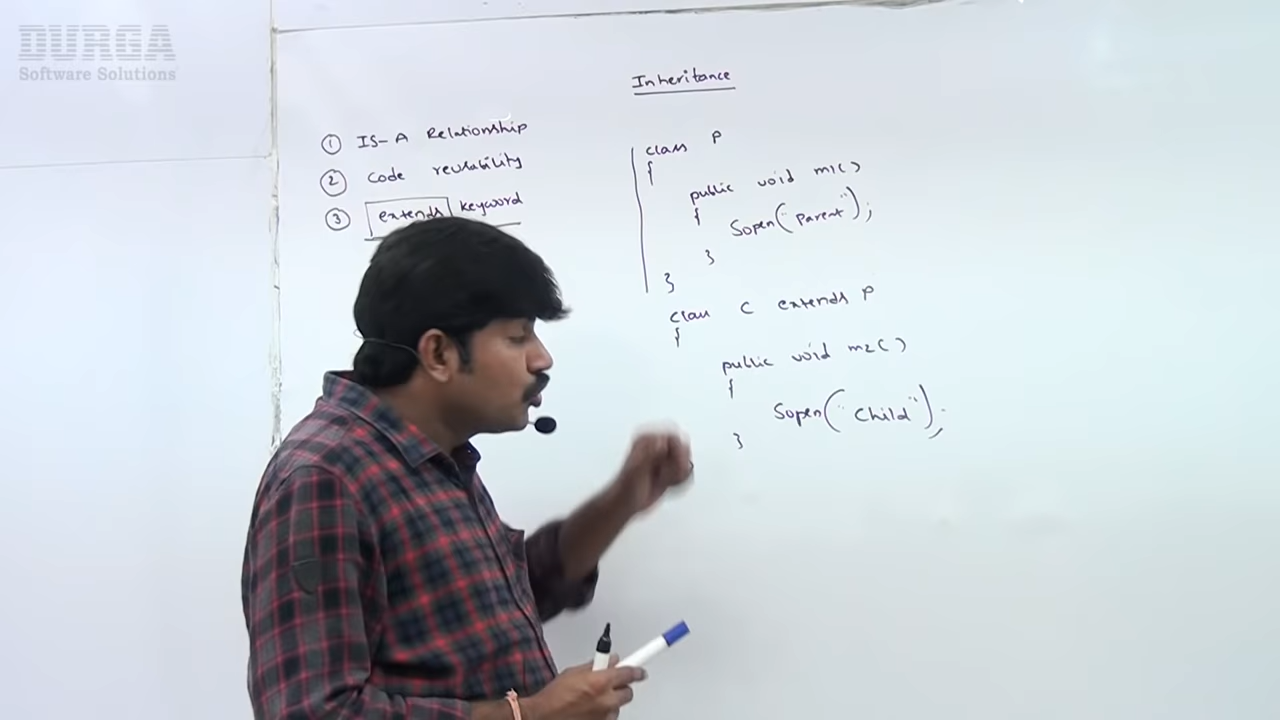 DURGA
Software Solutions
Inheritance
① IS-A Relationship
② Code reusability
③ extends keyword
class P
{
public void m1()
{
Sopen("parent");
}
}
class C extends P
{
public void m2()
{
Sopen("Child");
}